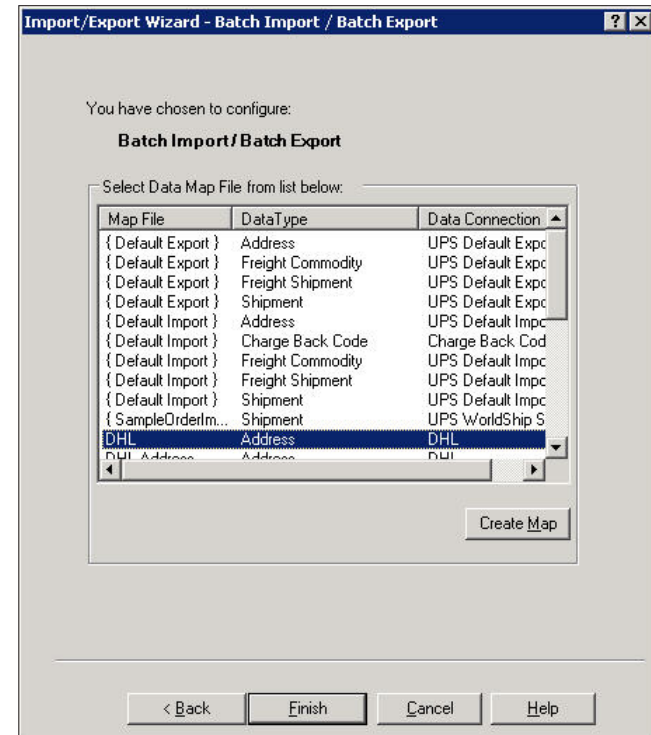 Import/Export Wizard - Batch Import / Batch Export
You have chosen to configure:
Batch Import / Batch Export
Select Data Map File from list below:
Map File DataType Data Connection
{ Default Export } Address UPS Default Expo
{ Default Export } Freight Commodity UPS Default Expo
{ Default Export } Freight Shipment UPS Default Expo
{ Default Export } Shipment UPS Default Expo
{ Default Import } Address UPS Default Impo
{ Default Import } Charge Back Code Charge Back Cod
{ Default Import } Freight Commodity UPS Default Impo
{ Default Import } Freight Shipment UPS Default Impo
{ Default Import } Shipment UPS Default Impo
{ SampleOrderIm... Shipment UPS WorldShip S
DHL Address DHL
DHL Address Address DHL
Create Map
< Back Finish Cancel Help